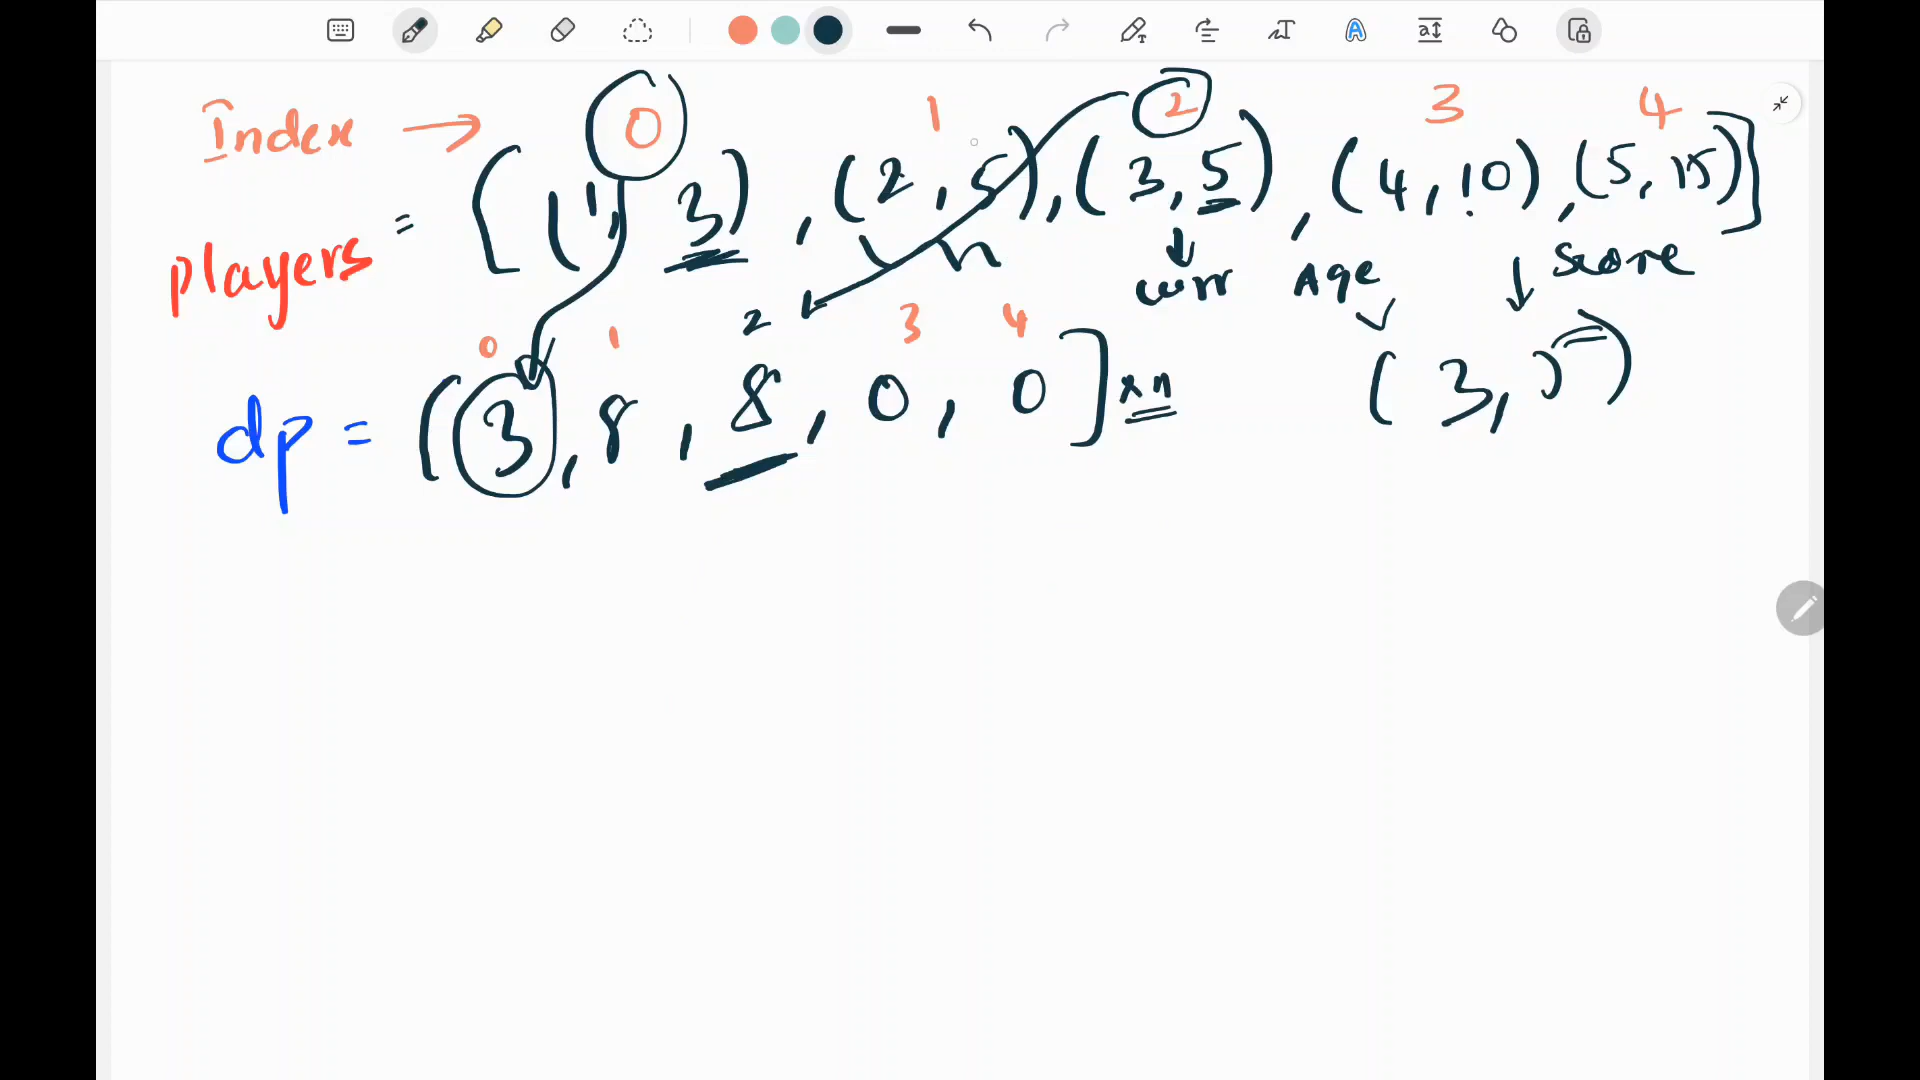 Index → 0 1 2 3 4
players = [(1, 3), (2, 5), (3, 5), (4, 10), (5, 15)]
curr Age score
0 1 2 3 4
dp = [3, 8, 8, 0, 0] × n (3,